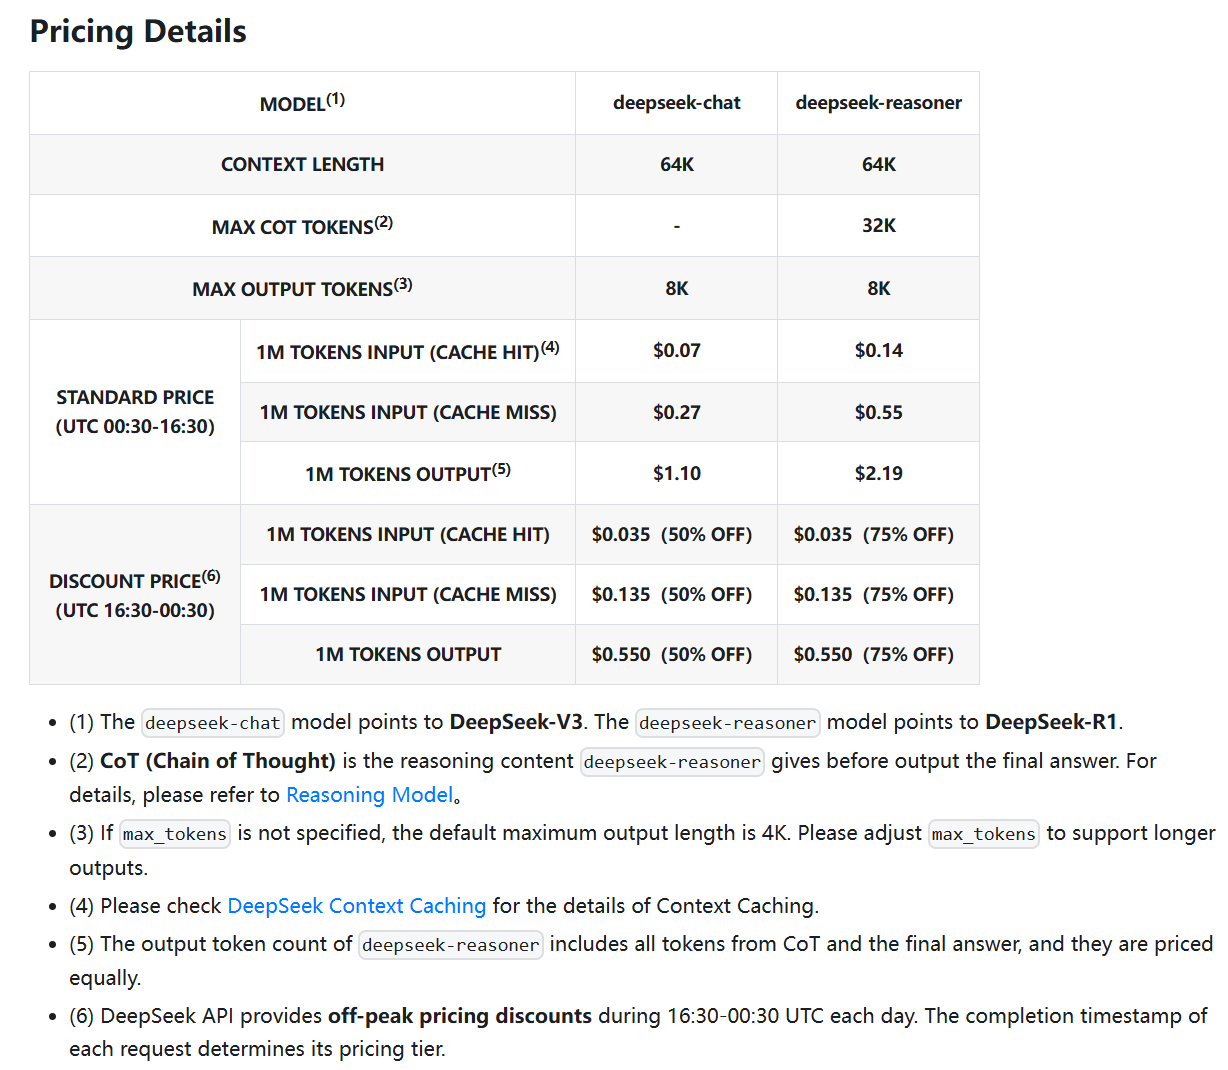 Pricing Details
MODEL(1) deepseek-chat deepseek-reasoner
CONTEXT LENGTH 64K 64K
MAX COT TOKENS(2) - 32K
MAX OUTPUT TOKENS(3) 8K 8K
STANDARD PRICE
(UTC 00:30-16:30)
1M TOKENS INPUT (CACHE HIT)(4) $0.07 $0.14
1M TOKENS INPUT (CACHE MISS) $0.27 $0.55
1M TOKENS OUTPUT(5) $1.10 $2.19
DISCOUNT PRICE(6)
(UTC 16:30-00:30)
1M TOKENS INPUT (CACHE HIT) $0.035 (50% OFF) $0.035 (75% OFF)
1M TOKENS INPUT (CACHE MISS) $0.135 (50% OFF) $0.135 (75% OFF)
1M TOKENS OUTPUT $0.550 (50% OFF) $0.550 (75% OFF)
• (1) The deepseek-chat model points to DeepSeek-V3. The deepseek-reasoner model points to DeepSeek-R1.
• (2) CoT (Chain of Thought) is the reasoning content deepseek-reasoner gives before output the final answer. For
details, please refer to Reasoning Model。
• (3) If max_tokens is not specified, the default maximum output length is 4K. Please adjust max_tokens to support longer
outputs.
• (4) Please check DeepSeek Context Caching for the details of Context Caching.
• (5) The output token count of deepseek-reasoner includes all tokens from CoT and the final answer, and they are priced
equally.
• (6) DeepSeek API provides off-peak pricing discounts during 16:30-00:30 UTC each day. The completion timestamp of
each request determines its pricing tier.